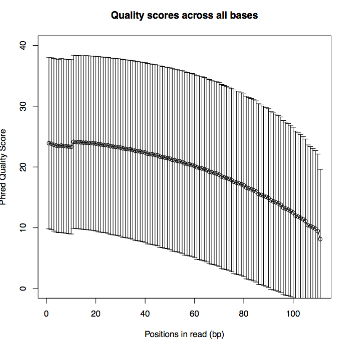 Quality scores across all bases
Phred Quality Score
40
30
20
10
0
0 20 40 60 80 100
Positions in read (bp)